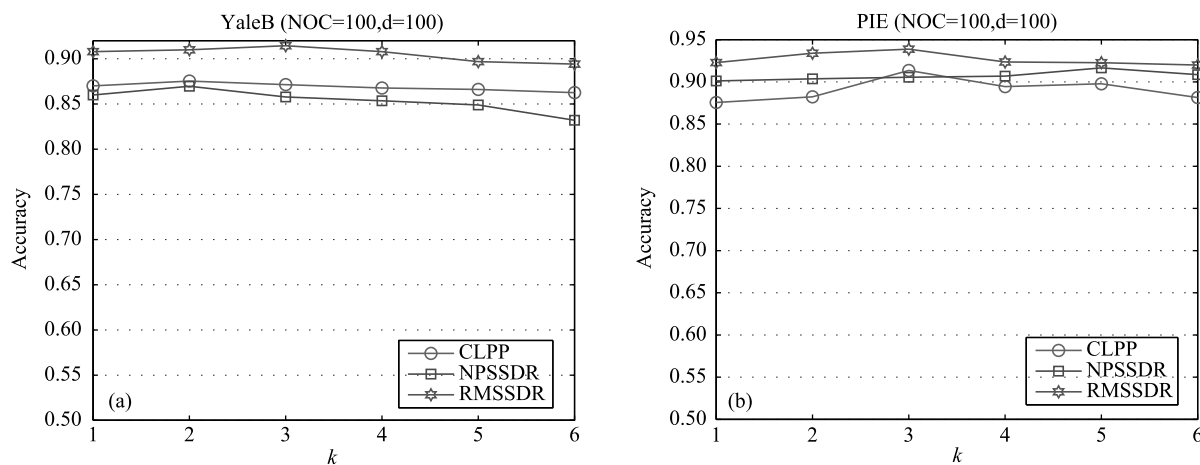 YaleB (NOC=100,d=100)
0.90
0.85
0.80
0.75
0.70
0.65
0.60
0.55
0.50
Accuracy
CLPP
NPSSDR
RMSSDR
(a)
1 2 3 4 5 6
k
PIE (NOC=100,d=100)
0.95
0.90
0.85
0.80
0.75
0.70
0.65
0.60
0.55
0.50
Accuracy
CLPP
NPSSDR
RMSSDR
(b)
1 2 3 4 5 6
k